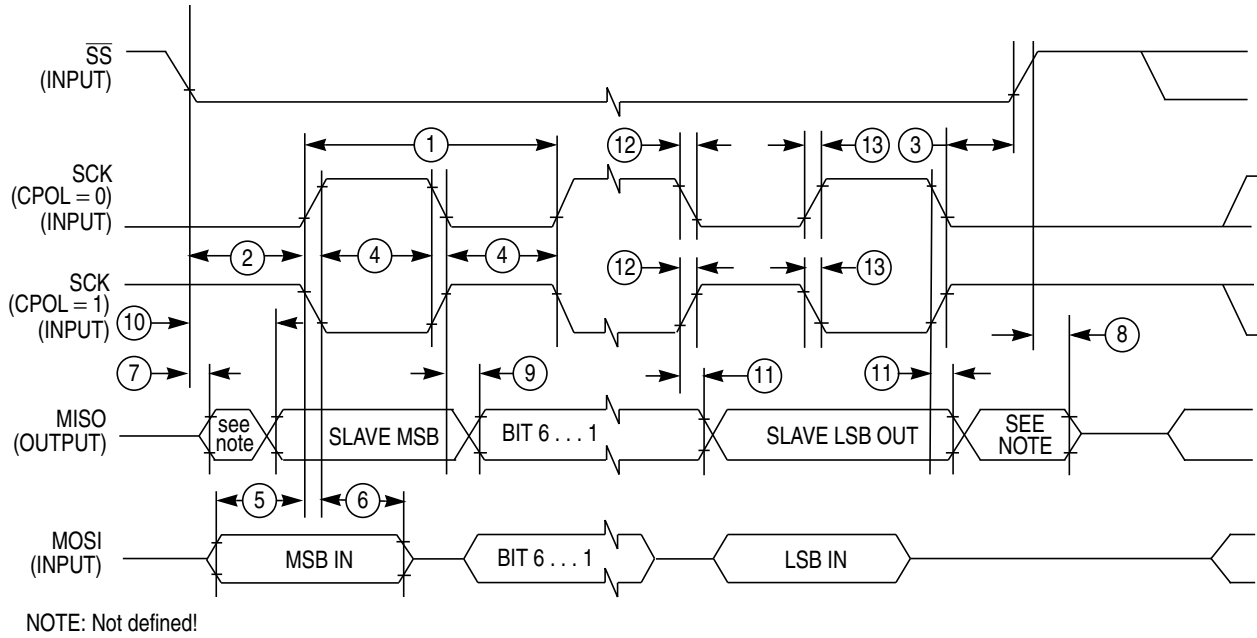 SS
(INPUT)
1
12
13
3
SCK
(CPOL = 0)
(INPUT)
2
4
4
12
13
SCK
(CPOL = 1)
(INPUT)
10
8
7
9
11
11
MISO
(OUTPUT)
see
note
SLAVE MSB
BIT 6 . . . 1
SLAVE LSB OUT
SEE
NOTE
5
6
MOSI
(INPUT)
MSB IN
BIT 6 . . . 1
LSB IN
NOTE: Not defined!